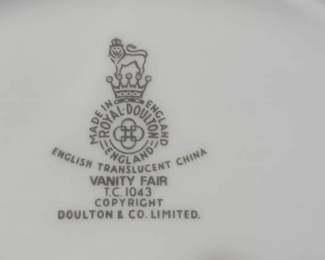 MADE IN ENGLAND
ROYAL·DOULTON
ENGLAND
ENGLISH TRANSLUCENT CHINA
VANITY FAIR
T.C. 1043
COPYRIGHT
DOULTON & CO. LIMITED.